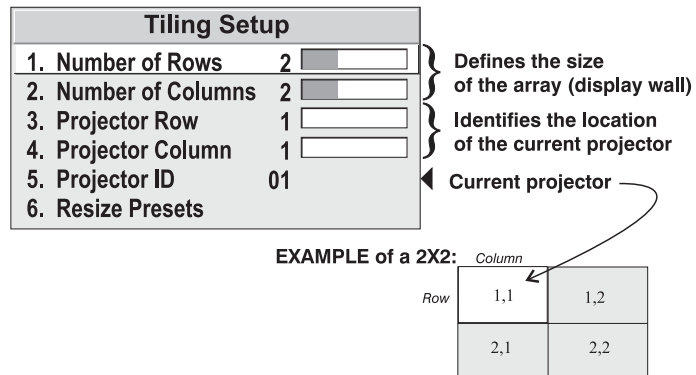 Tiling Setup
1. Number of Rows 2
2. Number of Columns 2
3. Projector Row 1
4. Projector Column 1
5. Projector ID 01
6. Resize Presets
Defines the size
of the array (display wall)
Identifies the location
of the current projector
Current projector
EXAMPLE of a 2X2:
Column
Row
1,1 1,2
2,1 2,2